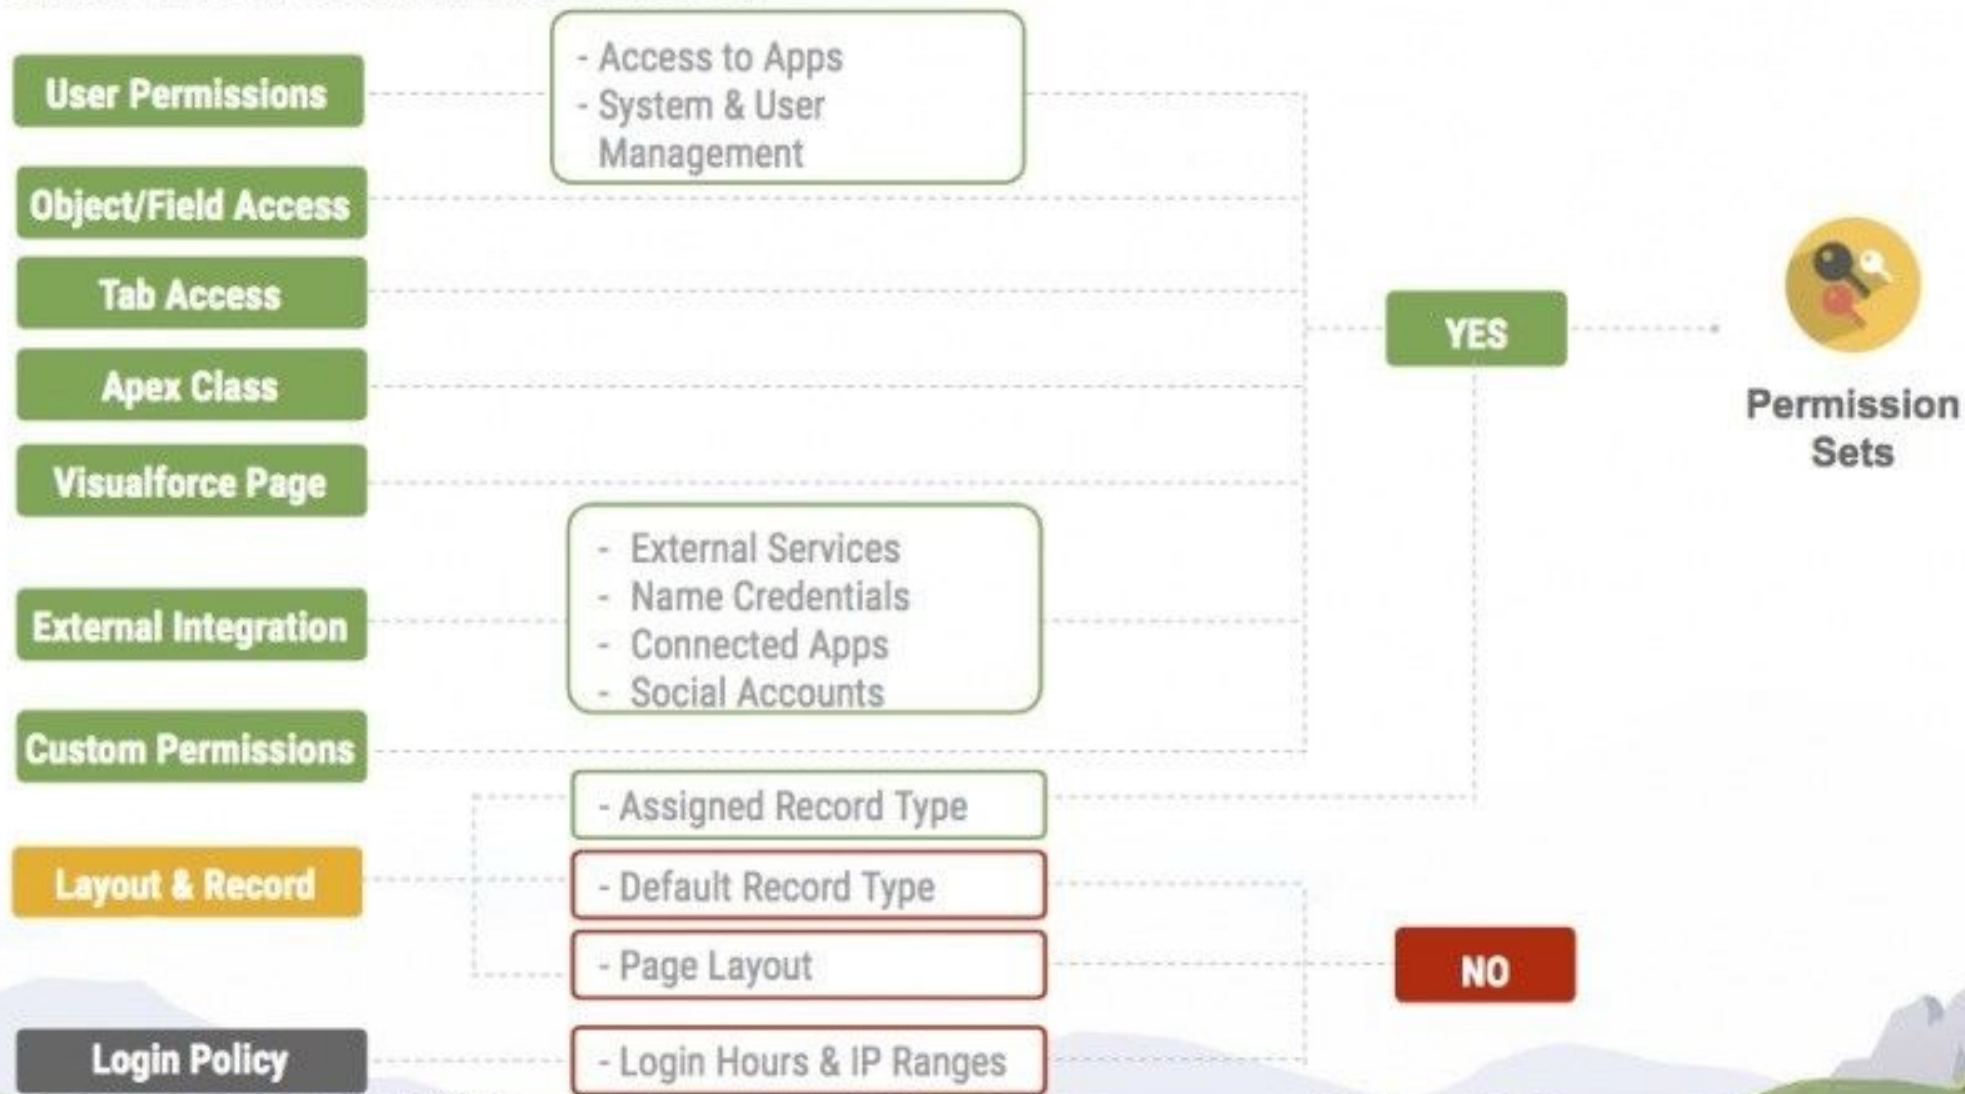 User Permissions
- Access to Apps
- System & User
Management
Object/Field Access
Tab Access
Apex Class
Visualforce Page
YES
Permission
Sets
External Integration
- External Services
- Name Credentials
- Connected Apps
- Social Accounts
Custom Permissions
Layout & Record
- Assigned Record Type
- Default Record Type
- Page Layout
NO
Login Policy
- Login Hours & IP Ranges